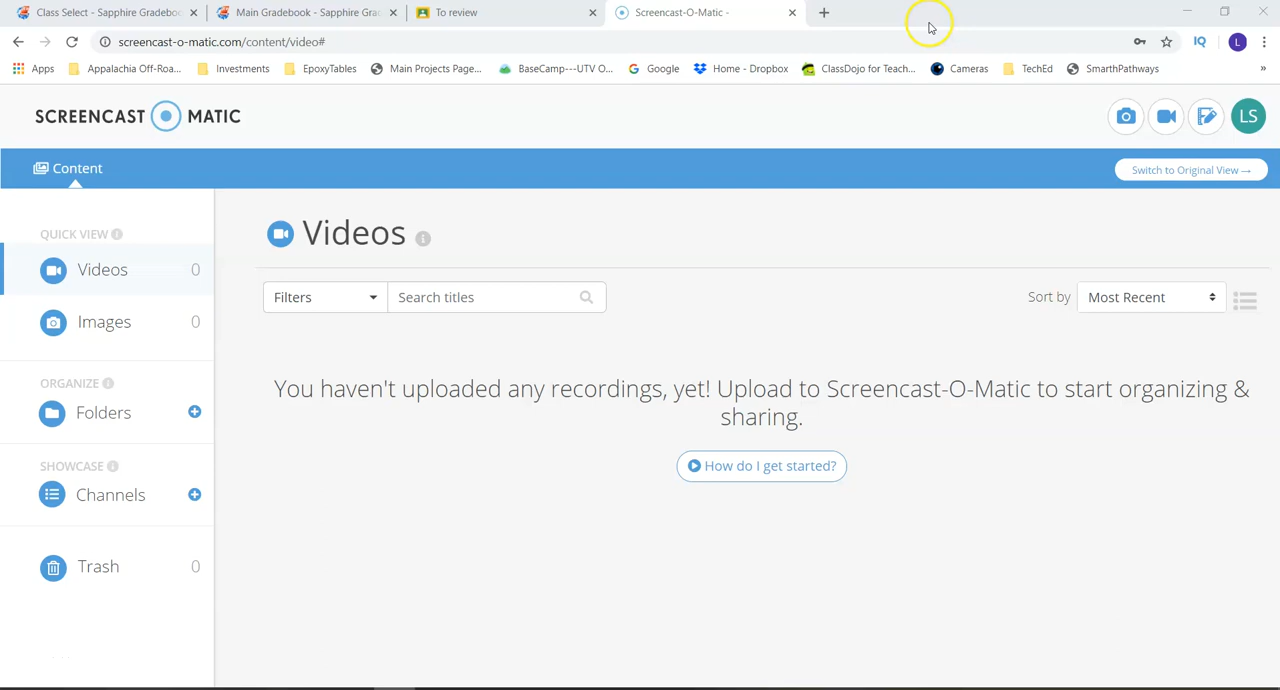 Class Select - Sapphire Gradeboo
Main Gradebook - Sapphire Grad
To review
Screencast-O-Matic -
screencast-o-matic.com/content/video#
IQ
L
Apps
Appalachia Off-Roa...
Investments
EpoxyTables
Main Projects Page...
BaseCamp---UTV O...
Google
Home - Dropbox
ClassDojo for Teach...
Cameras
TechEd
SmarthPathways
»
SCREENCAST MATIC
LS
Content
Switch to Original View →
QUICK VIEW
Videos 0
Images 0
ORGANIZE
Folders
SHOWCASE
Channels
Trash 0
Videos
Filters
Search titles
Sort by
Most Recent
You haven't uploaded any recordings, yet! Upload to Screencast-O-Matic to start organizing &
sharing.
How do I get started?